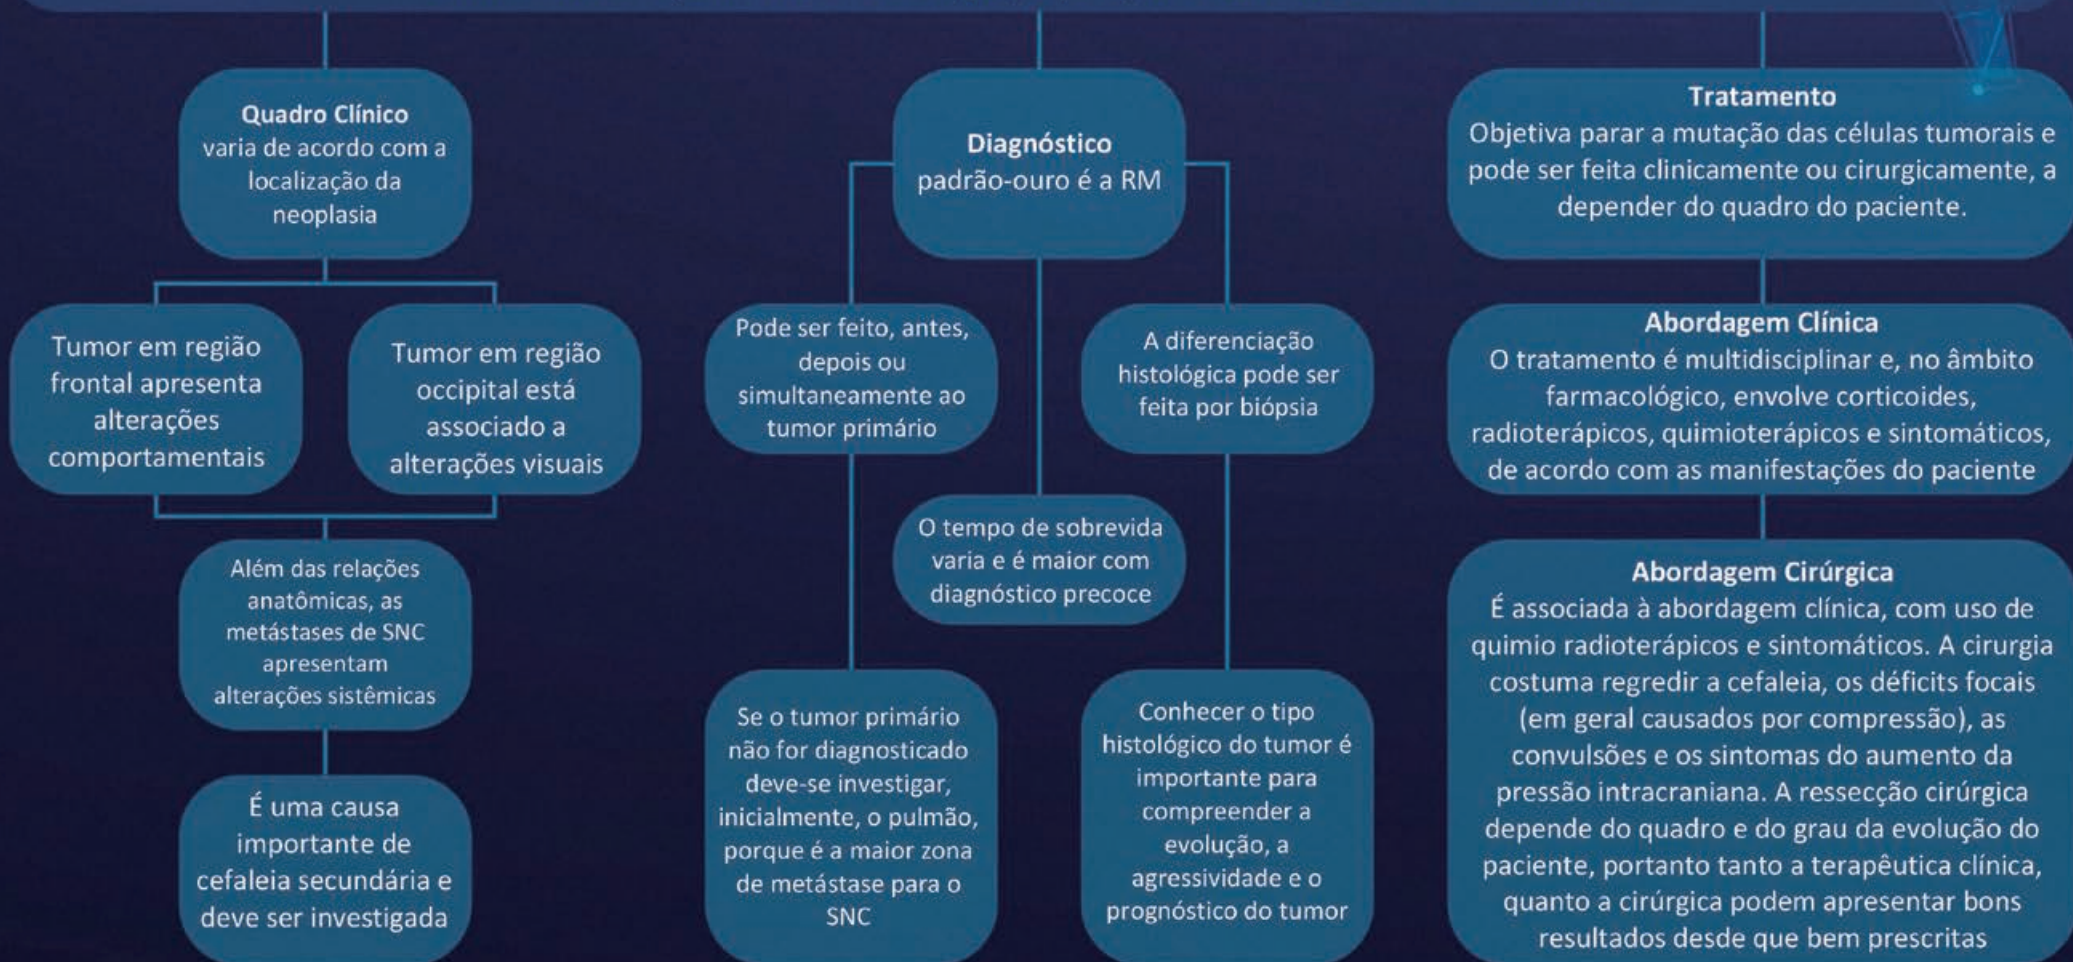 Quadro Clínico
varia de acordo com a
localização da
neoplasia
Tumor em região
frontal apresenta
alterações
comportamentais
Tumor em região
occipital está
associado a
alterações visuais
Além das relações
anatômicas, as
metástases de SNC
apresentam
alterações sistêmicas
É uma causa
importante de
cefaleia secundária e
deve ser investigada
Diagnóstico
padrão-ouro é a RM
Pode ser feito, antes,
depois ou
simultaneamente ao
tumor primário
A diferenciação
histológica pode ser
feita por biópsia
O tempo de sobrevida
varia e é maior com
diagnóstico precoce
Se o tumor primário
não for diagnosticado
deve-se investigar,
inicialmente, o pulmão,
porque é a maior zona
de metástase para o
SNC
Conhecer o tipo
histológico do tumor é
importante para
compreender a
evolução, a
agressividade e o
prognóstico do tumor
Tratamento
Objetiva parar a mutação das células tumorais e
pode ser feita clinicamente ou cirurgicamente, a
depender do quadro do paciente.
Abordagem Clínica
O tratamento é multidisciplinar e, no âmbito
farmacológico, envolve corticoides,
radioterápicos, quimioterápicos e sintomáticos,
de acordo com as manifestações do paciente
Abordagem Cirúrgica
É associada à abordagem clínica, com uso de
quimio radioterápicos e sintomáticos. A cirurgia
costuma regredir a cefaleia, os déficits focais
(em geral causados por compressão), as
convulsões e os sintomas do aumento da
pressão intracraniana. A ressecção cirúrgica
depende do quadro e do grau da evolução do
paciente, portanto tanto a terapêutica clínica,
quanto a cirúrgica podem apresentar bons
resultados desde que bem prescritas